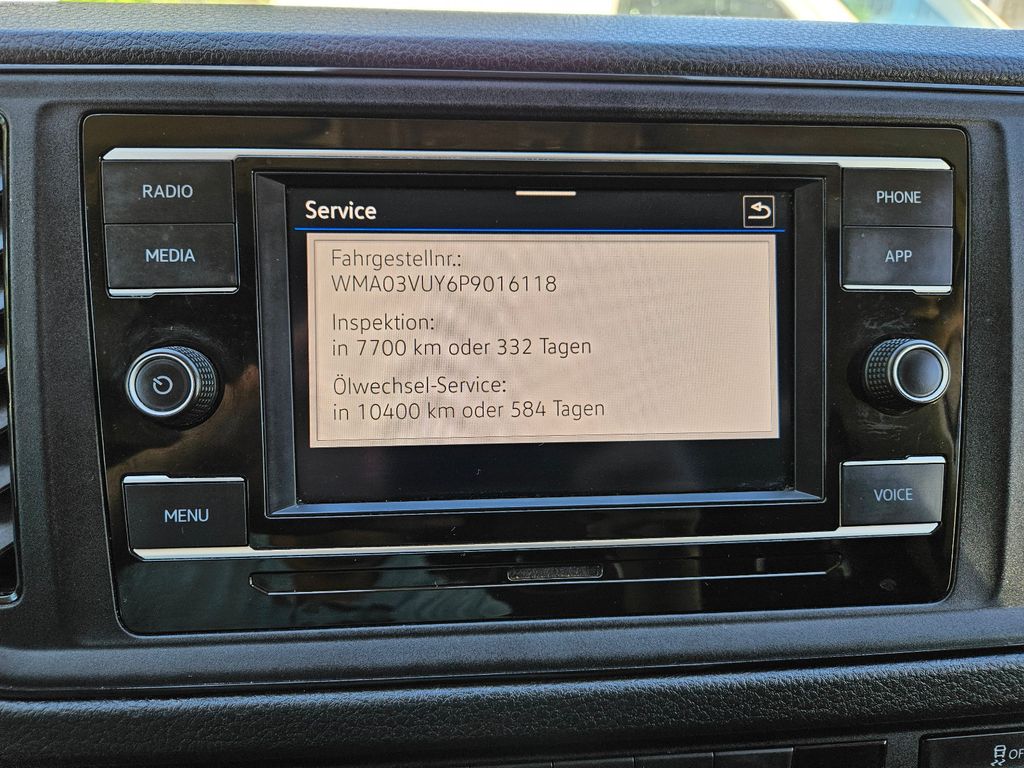 RADIO
MEDIA
MENU
Service
Fahrgestellnr.:
WMA03VUY6P9016118
Inspektion:
in 7700 km oder 332 Tagen
Ölwechsel-Service:
in 10400 km oder 584 Tagen
PHONE
APP
VOICE